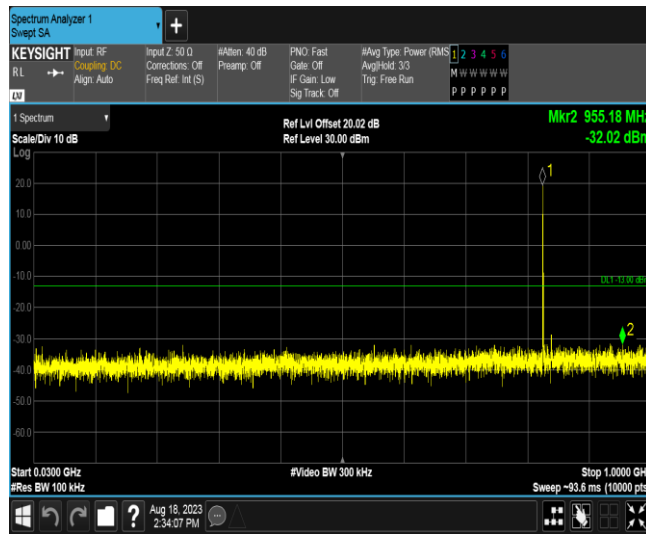 Spectrum Analyzer 1
Swept SA
KEYSIGHT
RL
LXI
Input: RF
Coupling: DC
Align: Auto
Input Z: 50 Ω
Corrections: Off
Freq Ref: Int (S)
#Atten: 40 dB
Preamp: Off
PNO: Fast
Gate: Off
IF Gain: Low
Sig Track: Off
#Avg Type: Power (RMS
Avg|Hold: 3/3
Trig: Free Run
1 2 3 4 5 6
M W W W W W
P P P P P P
1 Spectrum
Scale/Div 10 dB
Log
Ref Lvl Offset 20.02 dB
Ref Level 30.00 dBm
Mkr2 955.18 MHz
-32.02 dBm
1
20.0
10.0
0.00
-10.0
DL1 -13.00 dBm
-20.0
-30.0
2
-40.0
-50.0
-60.0
Start 0.0300 GHz
#Res BW 100 kHz
#Video BW 300 kHz
Stop 1.0000 GHz
Sweep ~93.6 ms (10000 pts
?
Aug 18, 2023
2:34:07 PM